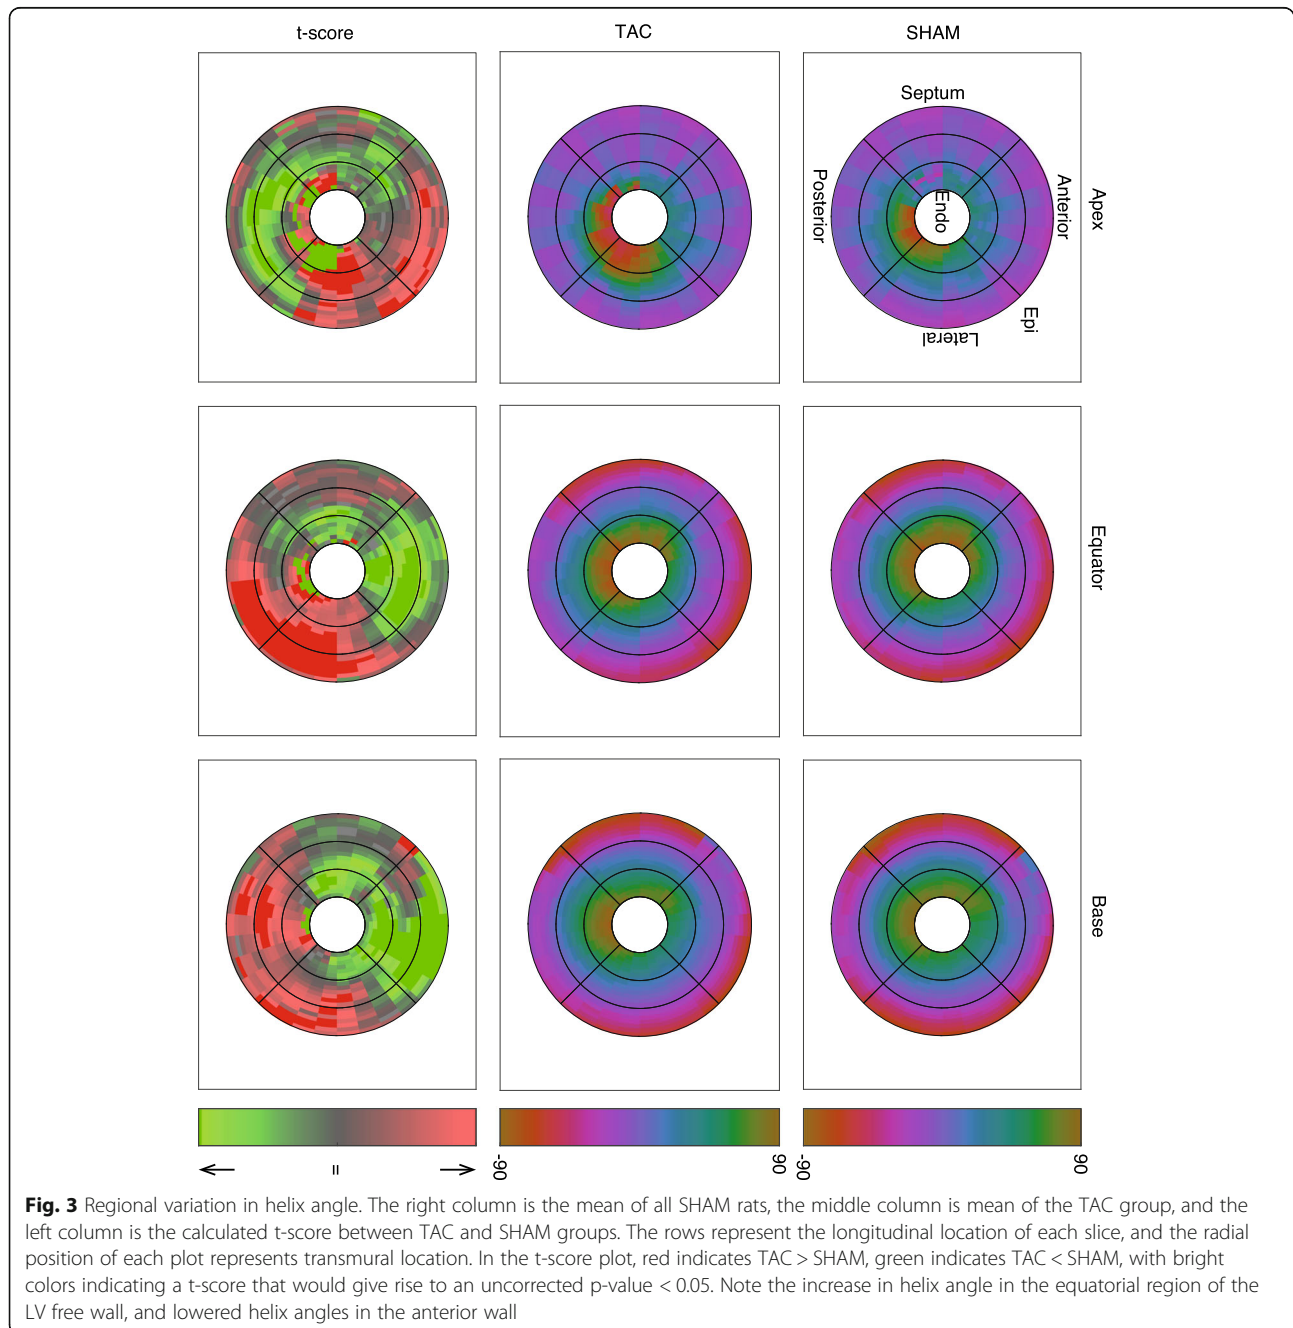 t-score TAC SHAM
Septum
Posterior
Endo
Anterior
Apex
Epi
Lateral
Equator
Base
= -90 90 -90 90
Fig. 3 Regional variation in helix angle. The right column is the mean of all SHAM rats, the middle column is mean of the TAC group, and the
left column is the calculated t-score between TAC and SHAM groups. The rows represent the longitudinal location of each slice, and the radial
position of each plot represents transmural location. In the t-score plot, red indicates TAC > SHAM, green indicates TAC < SHAM, with bright
colors indicating a t-score that would give rise to an uncorrected p-value < 0.05. Note the increase in helix angle in the equatorial region of the
LV free wall, and lowered helix angles in the anterior wall